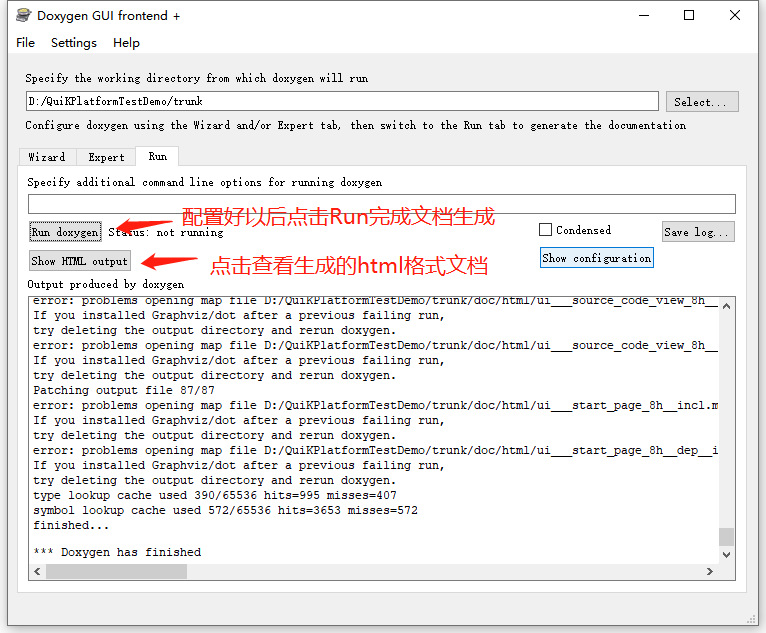 Doxygen GUI frontend +
File Settings Help
Specify the working directory from which doxygen will run
D:/QuiKPlatformTestDemo/trunk
Select...
Configure doxygen using the Wizard and/or Expert tab, then switch to the Run tab to generate the documentation
Wizard Expert Run
Specify additional command line options for running doxygen
配置好以后点击Run完成文档生成
Run doxygen Status: not running Condensed Save log...
Show HTML output 点击查看生成的html格式文档 Show configuration
Output produced by doxygen
error: problems opening map file D:/QuiKPlatformTestDemo/trunk/doc/html/ui___source_code_view_8h__
If you installed Graphviz/dot after a previous failing run,
try deleting the output directory and rerun doxygen.
error: problems opening map file D:/QuiKPlatformTestDemo/trunk/doc/html/ui___source_code_view_8h__
If you installed Graphviz/dot after a previous failing run,
try deleting the output directory and rerun doxygen.
Patching output file 87/87
error: problems opening map file D:/QuiKPlatformTestDemo/trunk/doc/html/ui___start_page_8h__incl.m
If you installed Graphviz/dot after a previous failing run,
try deleting the output directory and rerun doxygen.
error: problems opening map file D:/QuiKPlatformTestDemo/trunk/doc/html/ui___start_page_8h__dep__i
If you installed Graphviz/dot after a previous failing run,
try deleting the output directory and rerun doxygen.
type lookup cache used 390/65536 hits=995 misses=407
symbol lookup cache used 572/65536 hits=3653 misses=572
finished...
*** Doxygen has finished